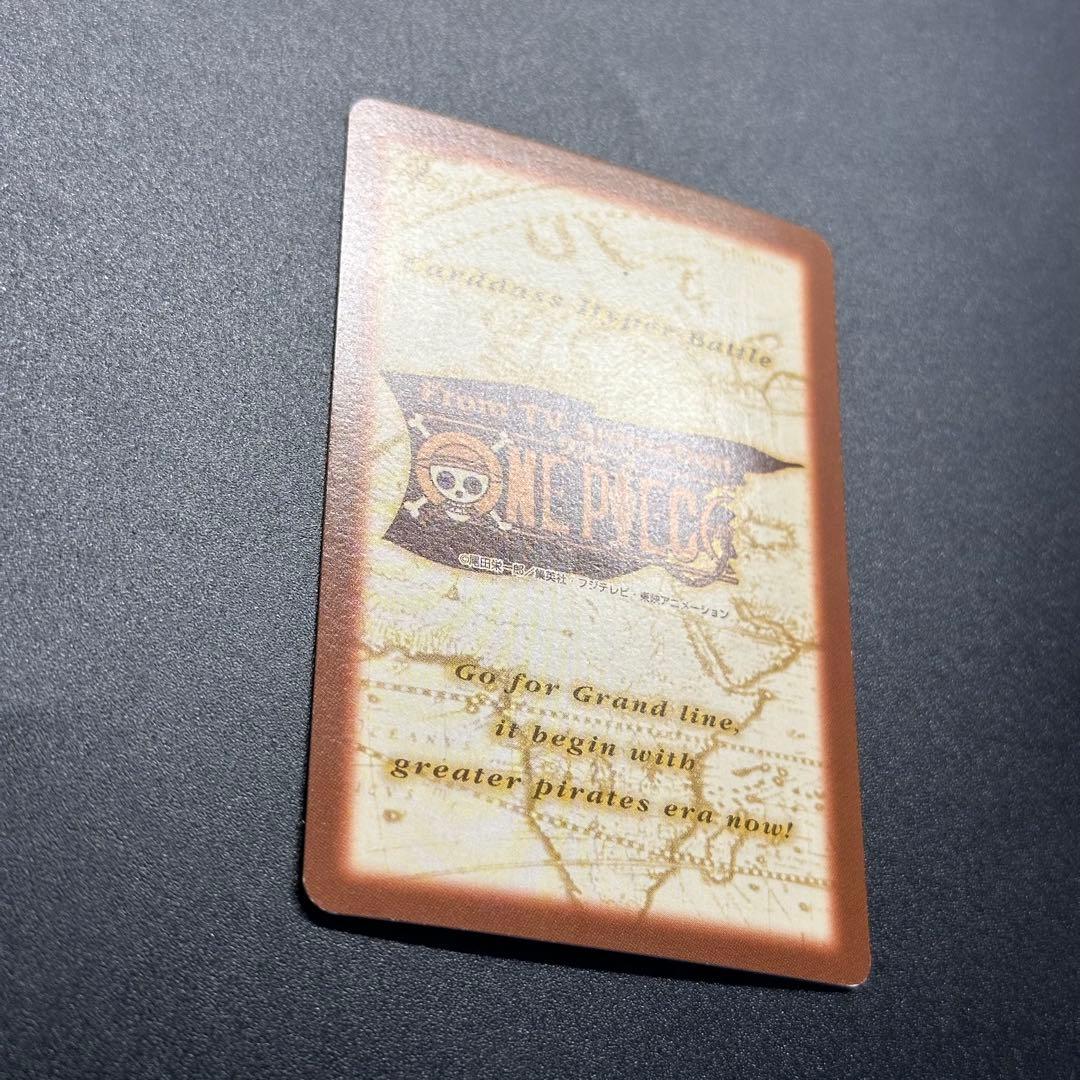 Carddass Hyper Battle
From TV animation
ONE PIECE
©尾田栄一郎／集英社・フジテレビ・東映アニメーション
Go for Grand line,
it begin with
greater pirates era now!